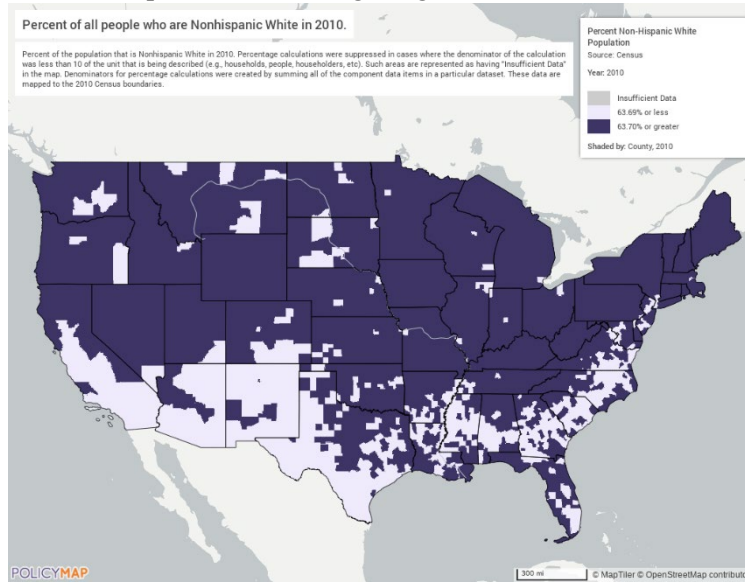 Percent of all people who are Nonhispanic White in 2010.
Percent of the population that is Nonhispanic White in 2010. Percentage calculations were suppressed in cases where the denominator of the calculation
was less than 10 of the unit that is being described (e.g., households, people, householders, etc). Such areas are represented as having "Insufficient Data"
in the map. Denominators for percentage calculations were created by summing all of the component data items in a particular dataset. These data are
mapped to the 2010 Census boundaries.
Percent Non-Hispanic White
Population
Source: Census
Year: 2010
Insufficient Data
63.69% or less
63.70% or greater
Shaded by: County, 2010
POLICYMAP
300 mi
© MapTiler © OpenStreetMap contributo